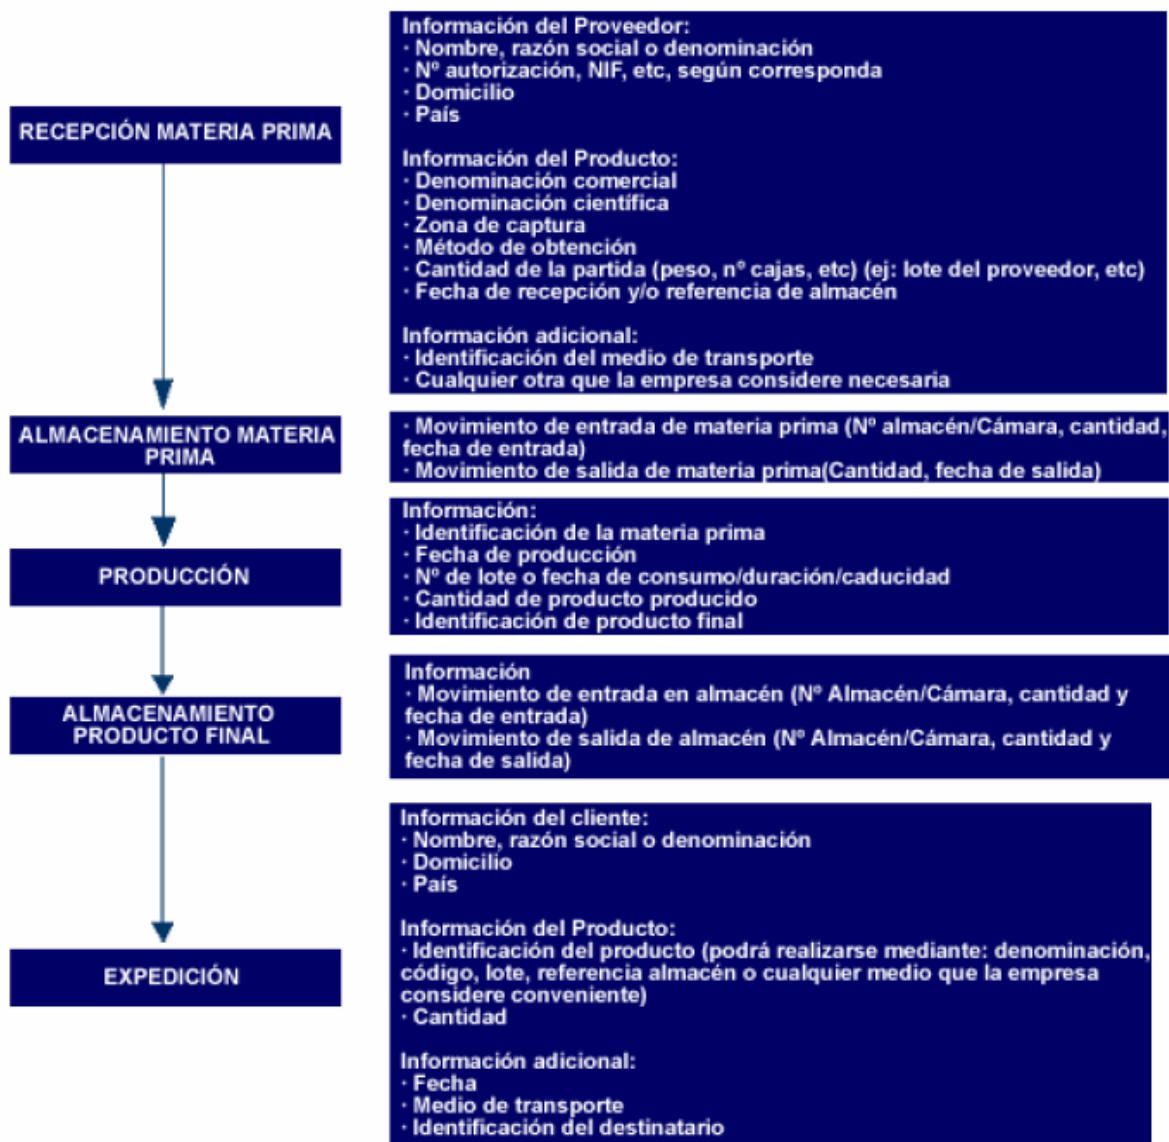 RECEPCIÓN MATERIA PRIMA
Información del Proveedor:
· Nombre, razón social o denominación
· Nº autorización, NIF, etc, según corresponda
· Domicilio
· País
Información del Producto:
· Denominación comercial
· Denominación científica
· Zona de captura
· Método de obtención
· Cantidad de la partida (peso, nº cajas, etc) (ej: lote del proveedor, etc)
· Fecha de recepción y/o referencia de almacén
Información adicional:
· Identificación del medio de transporte
· Cualquier otra que la empresa considere necesaria
ALMACENAMIENTO MATERIA
PRIMA
· Movimiento de entrada de materia prima (Nº almacén/Cámara, cantidad,
fecha de entrada)
· Movimiento de salida de materia prima(Cantidad, fecha de salida)
PRODUCCIÓN
Información:
· Identificación de la materia prima
· Fecha de producción
· Nº de lote o fecha de consumo/duración/caducidad
· Cantidad de producto producido
· Identificación de producto final
ALMACENAMIENTO
PRODUCTO FINAL
Información
· Movimiento de entrada en almacén (Nº Almacén/Cámara, cantidad y
fecha de entrada)
· Movimiento de salida de almacén (Nº Almacén/Cámara, cantidad y
fecha de salida)
EXPEDICIÓN
Información del cliente:
· Nombre, razón social o denominación
· Domicilio
· País
Información del Producto:
· Identificación del producto (podrá realizarse mediante: denominación,
código, lote, referencia almacén o cualquier medio que la empresa
considere conveniente)
· Cantidad
Información adicional:
· Fecha
· Medio de transporte
· Identificación del destinatario